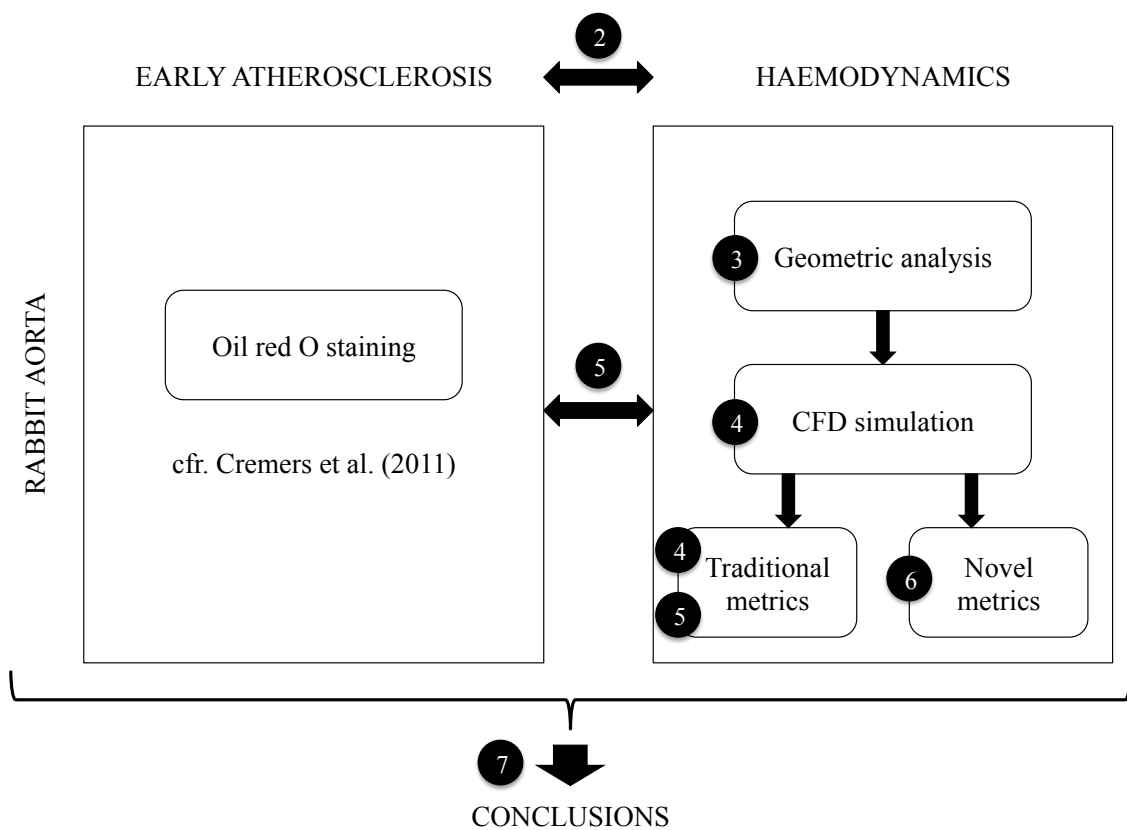 2
EARLY ATHEROSCLEROSIS
HAEMODYNAMICS
RABBIT AORTA
Oil red O staining
cfr. Cremers et al. (2011)
5
3
Geometric analysis
4
CFD simulation
4
5
Traditional
metrics
6
Novel
metrics
7
CONCLUSIONS